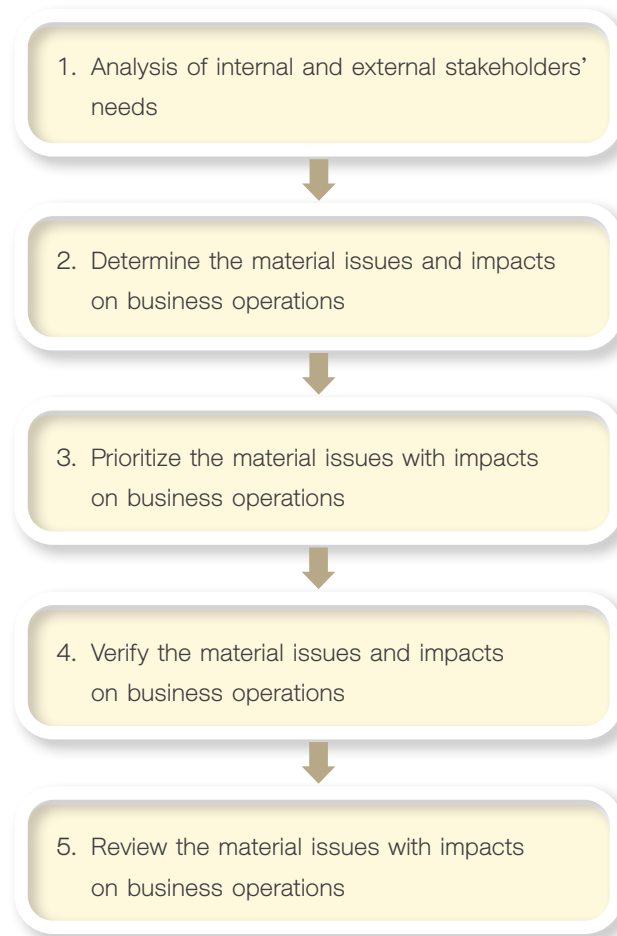 1. Analysis of internal and external stakeholders'
needs
2. Determine the material issues and impacts
on business operations
3. Prioritize the material issues with impacts
on business operations
4. Verify the material issues and impacts
on business operations
5. Review the material issues with impacts
on business operations